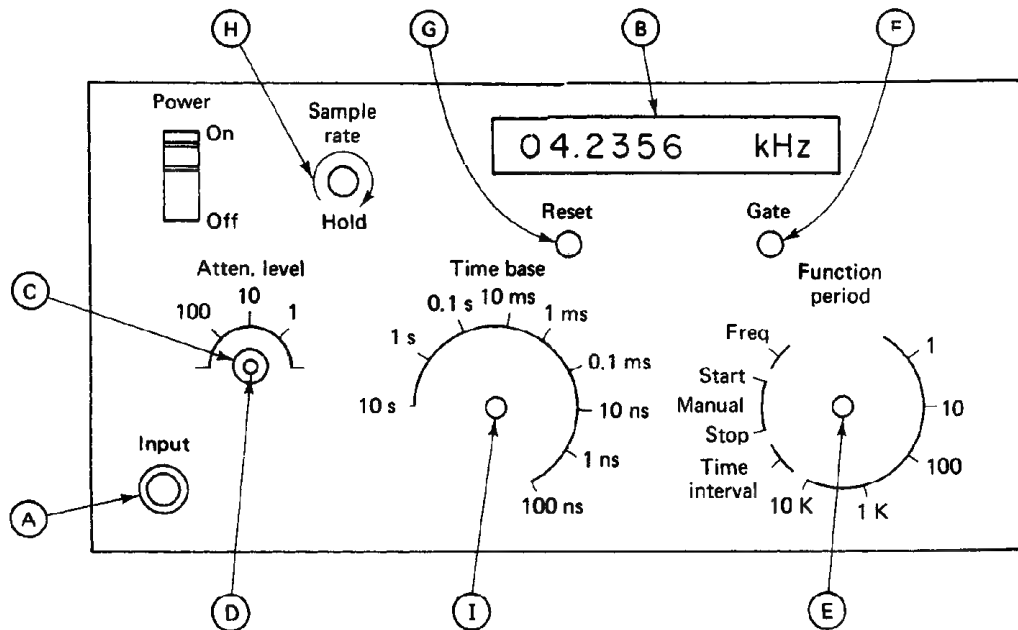 H
G
B
F
Power
On
Off
Sample
rate
Hold
04.2356 kHz
Reset
Gate
C
Atten. level
100
10
1
Time base
10 s
1 s
0.1 s
10 ms
1 ms
0.1 ms
10 ns
1 ns
100 ns
Function
period
Freq
Start
Manual
Stop
Time
interval
1
10
100
1 K
10 K
Input
A
D
I
E